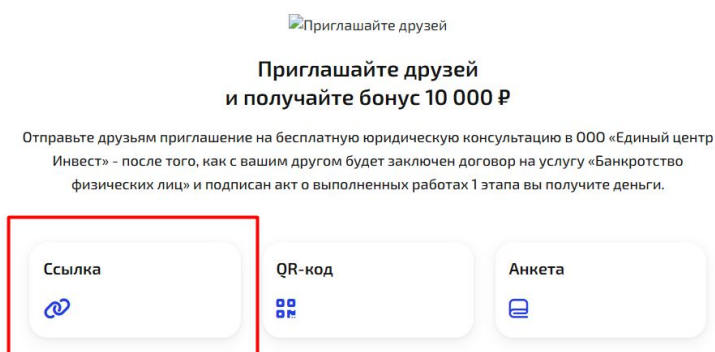 Приглашайте друзей
Приглашайте друзей
и получайте бонус 10 000 ₽
Отправьте друзьям приглашение на бесплатную юридическую консультацию в ООО «Единый центр
Инвест» - после того, как с вашим другом будет заключен договор на услугу «Банкротство
физических лиц» и подписан акт о выполненных работах 1 этапа вы получите деньги.
Ссылка
QR-код
Анкета